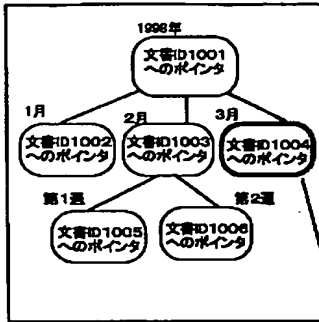 1998年
文書ID1001
へのポインタ
1月
2月
3月
文書ID1002
へのポインタ
文書ID1003
へのポインタ
文書ID1004
へのポインタ
第1週
第2週
文書ID1005
へのポインタ
文書ID1006
へのポインタ